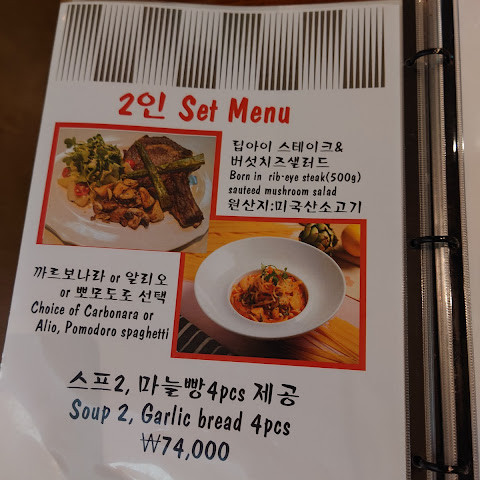 2인 Set Menu
립아이 스테이크&
버섯치즈샐러드
Born in rib-eye steak(500g)
sauteed mushroom salad
원산지:미국산소고기
까르보나라 or 알리오
or 뽀모도로 선택
Choice of Carbonara or
Alio, Pomodoro spaghetti
스프2, 마늘빵4pcs 제공
Soup 2, Garlic bread 4pcs
₩74,000